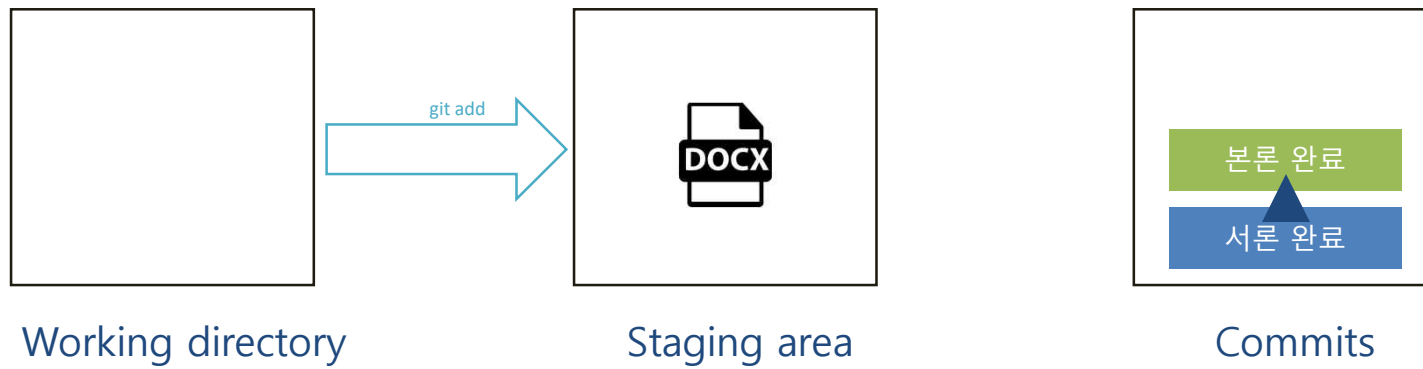 git add
DOCX
본론 완료
서론 완료
Working directory
Staging area
Commits